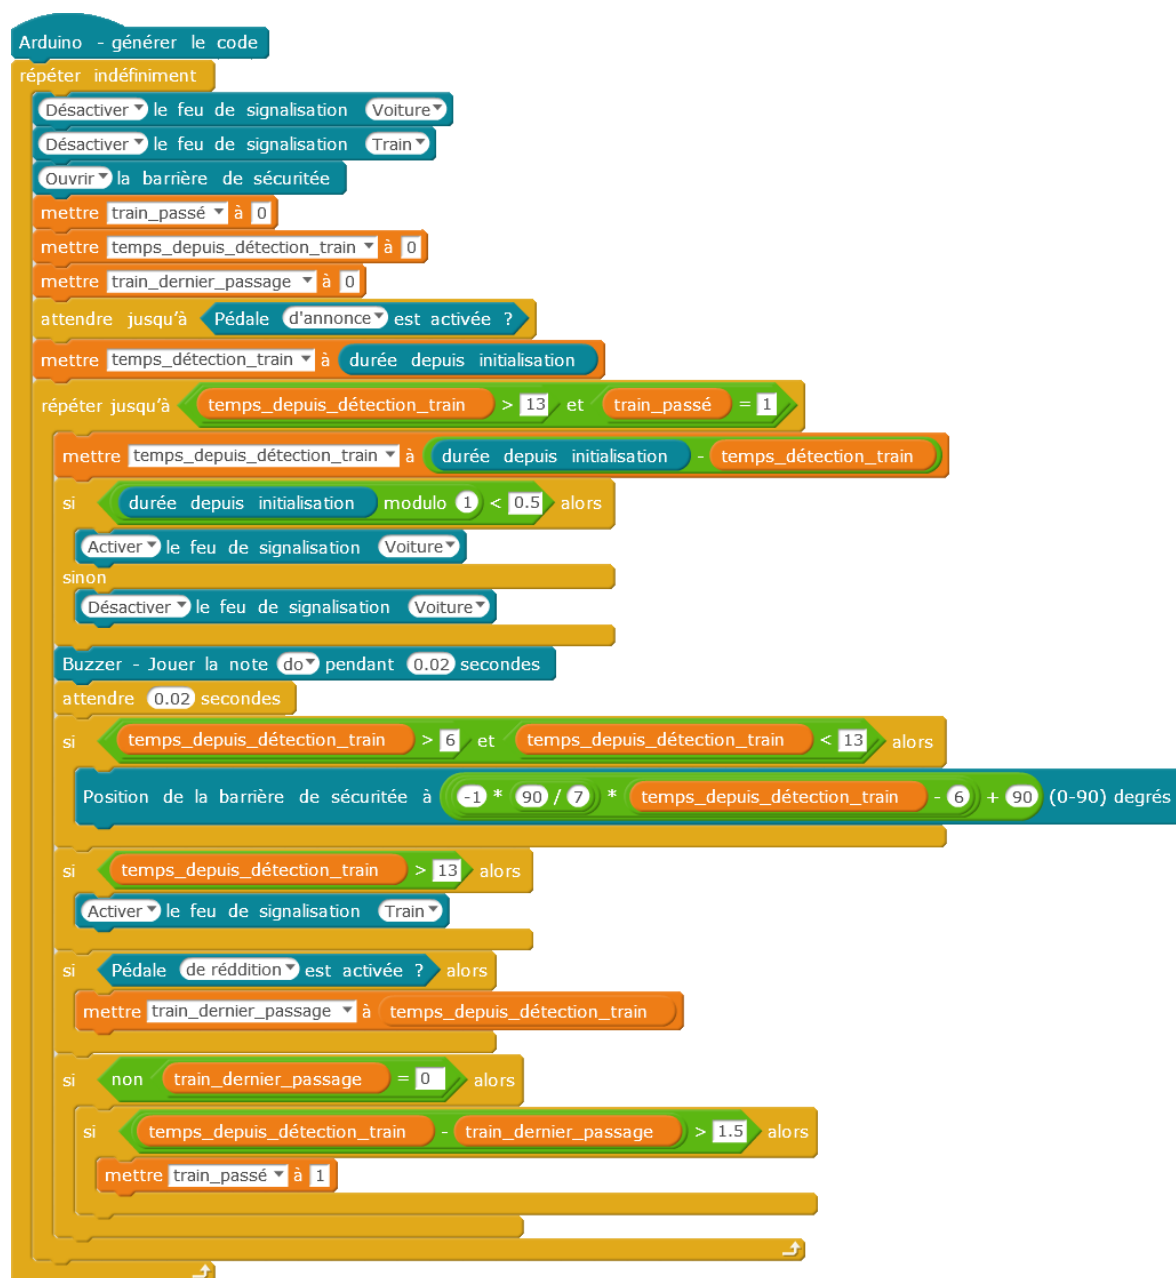 Arduino - générer le code
répéter indéfiniment
Désactiver le feu de signalisation Voiture
Désactiver le feu de signalisation Train
Ouvrir la barrière de sécuritée
mettre train_passé à 0
mettre temps_depuis_détection_train à 0
mettre train_dernier_passage à 0
attendre jusqu'à Pédale d'annonce est activée ?
mettre temps_détection_train à durée depuis initialisation
répéter jusqu'à temps_depuis_détection_train > 13 et train_passé = 1
mettre temps_depuis_détection_train à durée depuis initialisation - temps_détection_train
si durée depuis initialisation modulo 1 < 0.5 alors
Activer le feu de signalisation Voiture
sinon
Désactiver le feu de signalisation Voiture
Buzzer - Jouer la note do pendant 0.02 secondes
attendre 0.02 secondes
si temps_depuis_détection_train > 6 et temps_depuis_détection_train < 13 alors
Position de la barrière de sécuritée à -1 * 90 / 7 * temps_depuis_détection_train - 6 + 90 (0-90) degrés
si temps_depuis_détection_train > 13 alors
Activer le feu de signalisation Train
si Pédale de réddition est activée ? alors
mettre train_dernier_passage à temps_depuis_détection_train
si non train_dernier_passage = 0 alors
si temps_depuis_détection_train - train_dernier_passage > 1.5 alors
mettre train_passé à 1